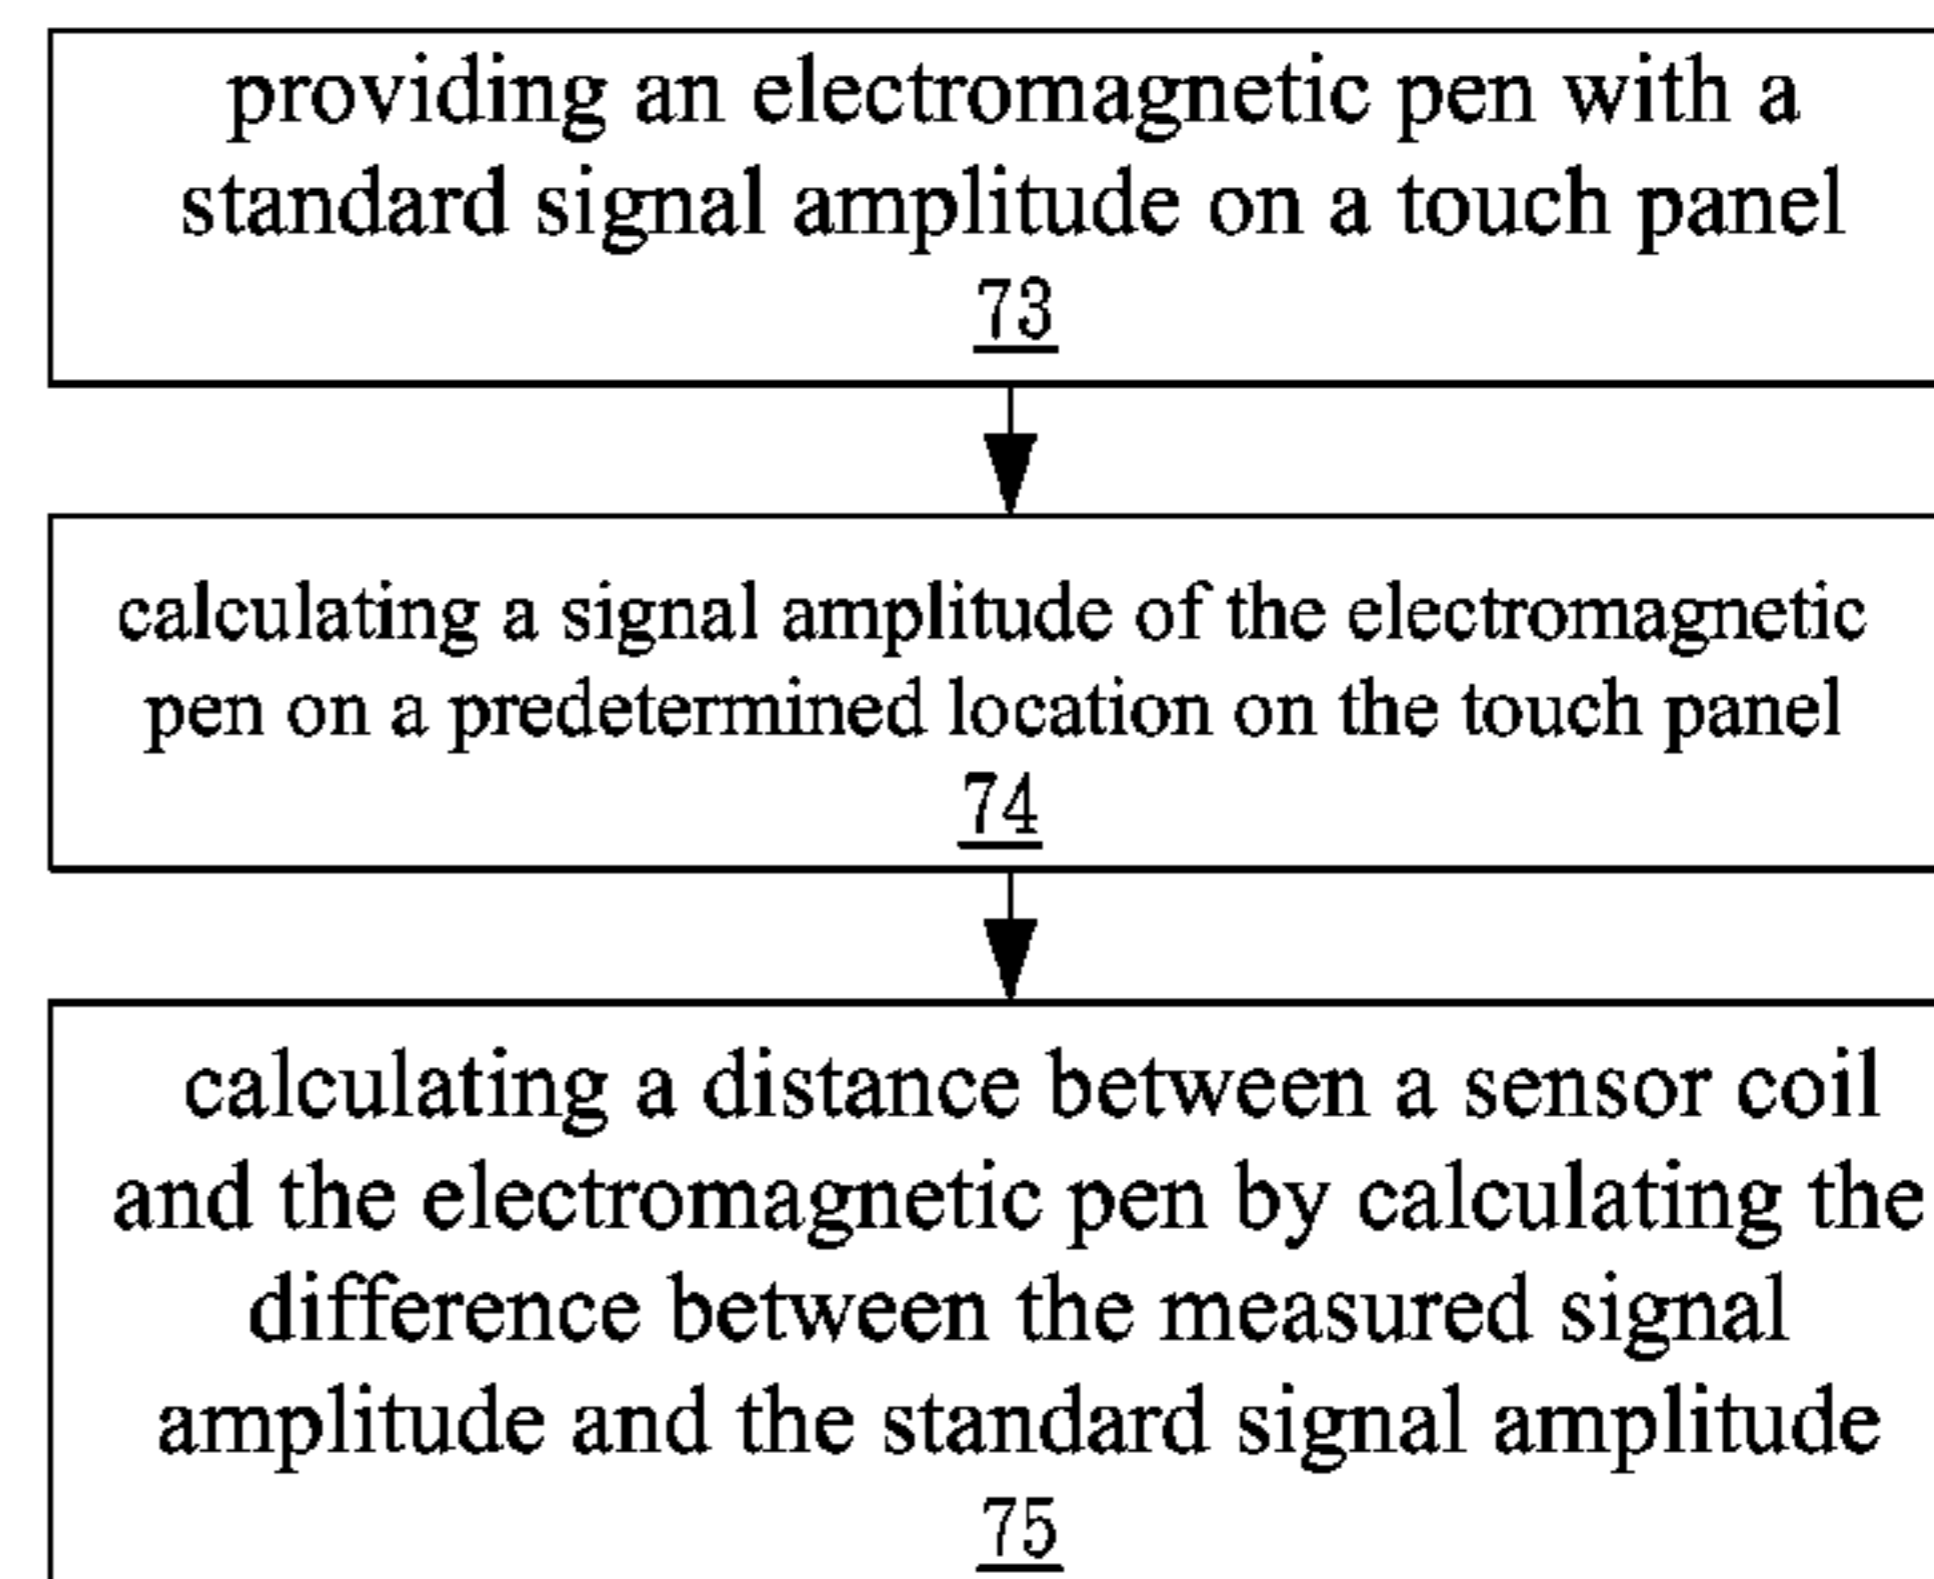 providing an electromagnetic pen with a
standard signal amplitude on a touch panel
73
calculating a signal amplitude of the electromagnetic
pen on a predetermined location on the touch panel
74
calculating a distance between a sensor coil
and the electromagnetic pen by calculating the
difference between the measured signal
amplitude and the standard signal amplitude
75